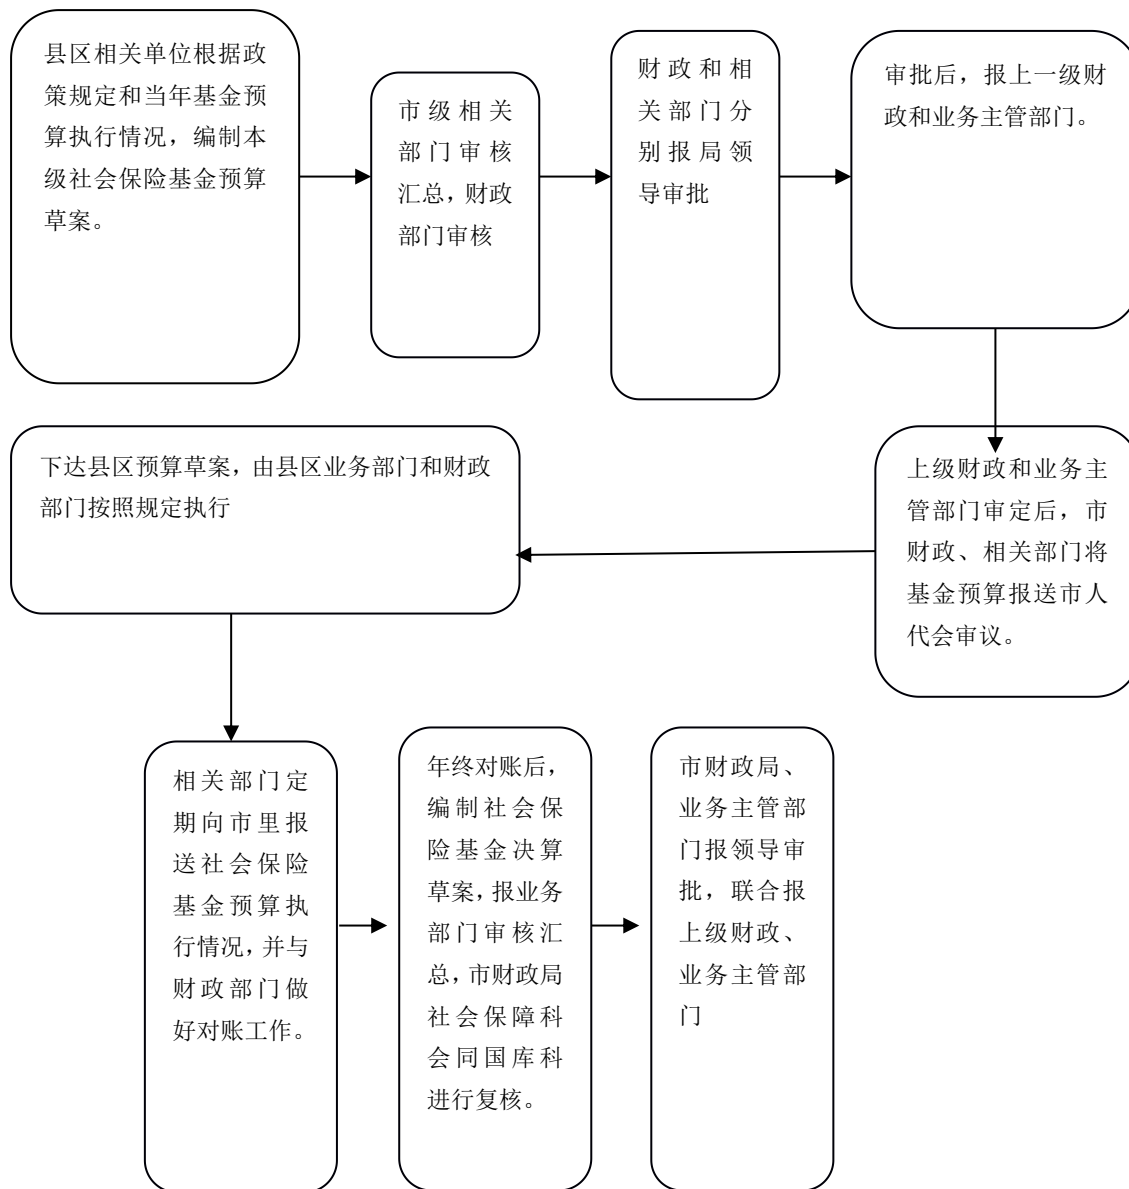 县区相关单位根据政
策规定和当年基金预
算执行情况，编制本
级社会保险基金预算
草案。
市级相关
部门审核
汇总，财政
部门审核
财政和相
关部门分
别报局领
导审批
审批后，报上一级财
政和业务主管部门。
上级财政和业务主
管部门审定后，市
财政、相关部门将
基金预算报送市人
代会审议。
下达县区预算草案，由县区业务部门和财政
部门按照规定执行
相关部门定
期向市里报
送社会保险
基金预算执
行情况，并与
财政部门做
好对账工作。
年终对账后，
编制社会保
险基金决算
草案，报业务
部门审核汇
总，市财政局
社会保障科
会同国库科
进行复核。
市财政局、
业务主管部
门报领导审
批，联合报
上级财政、
业务主管部
门